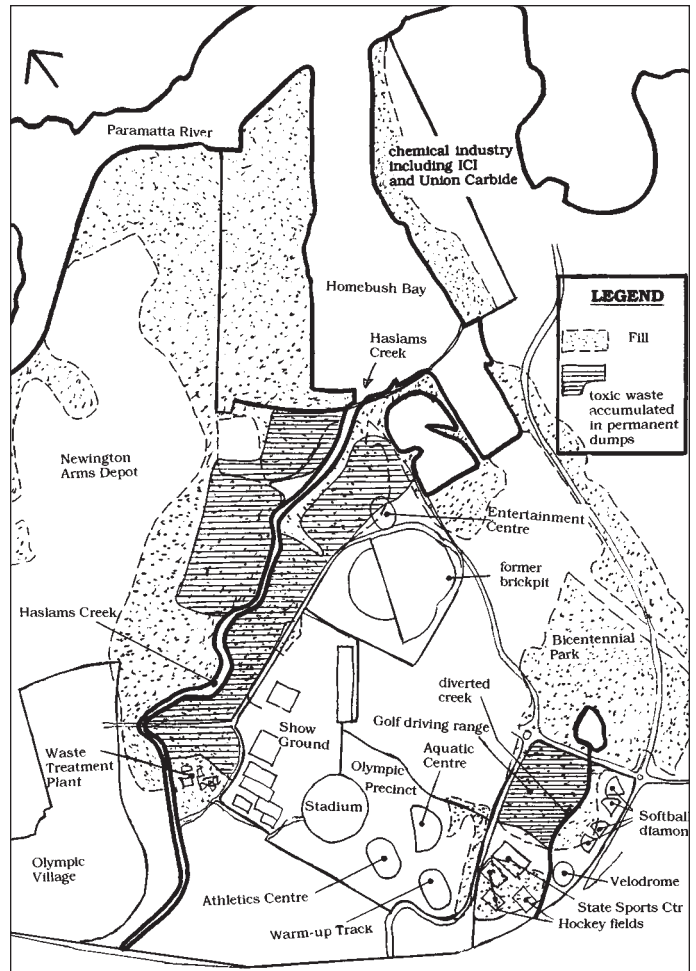 Paramatta River
chemical industry
including ICI
and Union Carbide
Homebush Bay
LEGEND
Fill
toxic waste
accumulated
in permanent
dumps
Haslams
Creek
Newington
Arms Depot
Entertainment
Centre
former
brickpit
Haslams Creek
Bicentennial
Park
diverted
creek
Golf driving range
Show
Ground
Aquatic
Centre
Waste
Treatment
Plant
Olympic
Precinct
Stadium
Softball
diamon
Olympic
Village
Athletics Centre
Velodrome
State Sports Ctr
Warm-up Track
Hockey fields